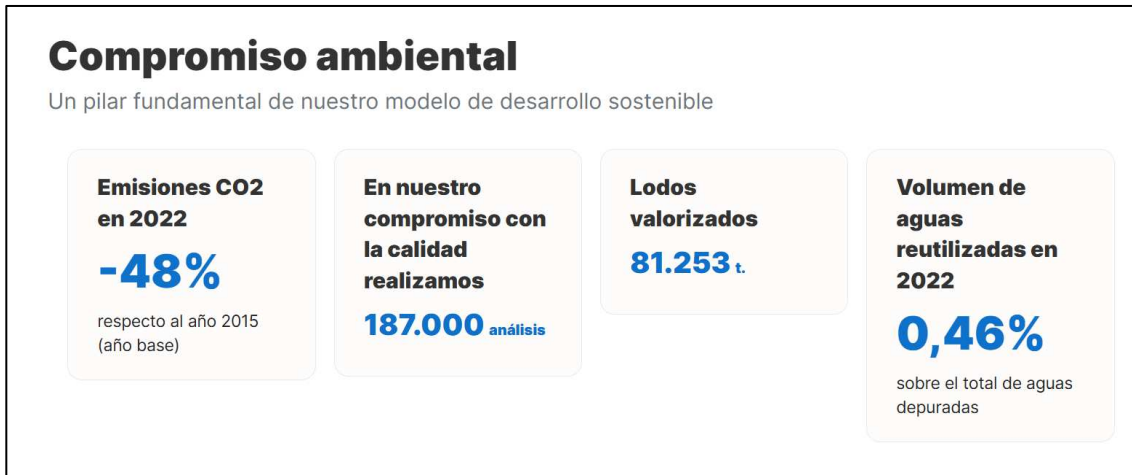 Compromiso ambiental
Un pilar fundamental de nuestro modelo de desarrollo sostenible
Emisiones CO2
en 2022
-48%
respecto al año 2015
(año base)
En nuestro
compromiso con
la calidad
realizamos
187.000 análisis
Lodos
valorizados
81.253 t.
Volumen de
aguas
reutilizadas en
2022
0,46%
sobre el total de aguas
depuradas